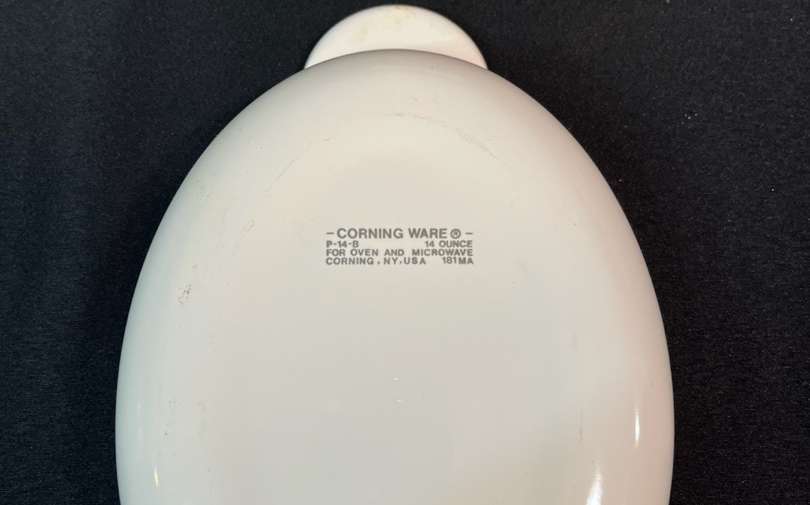 -CORNING WARE®-
P-14-B 14 OUNCE
FOR OVEN AND MICROWAVE
CORNING, NY, USA 181MA